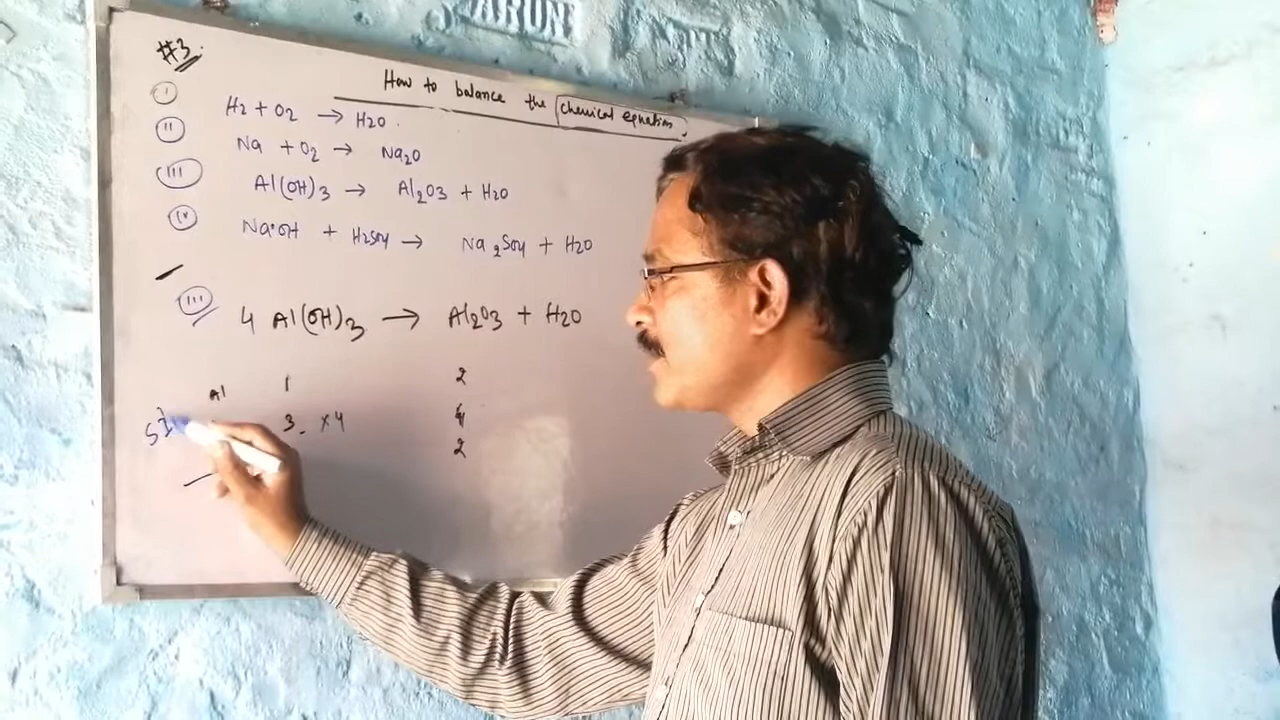 ARUN
#3.
How to balance the chemical equation
I H2 + O2 → H2O.
II Na + O2 → Na2O
III Al(OH)3 → Al2O3 + H2O
IV NaOH + H2SO4 → Na2SO4 + H2O
III 4 Al(OH)3 → Al2O3 + H2O
Al 1 2
3. ×4 4
2